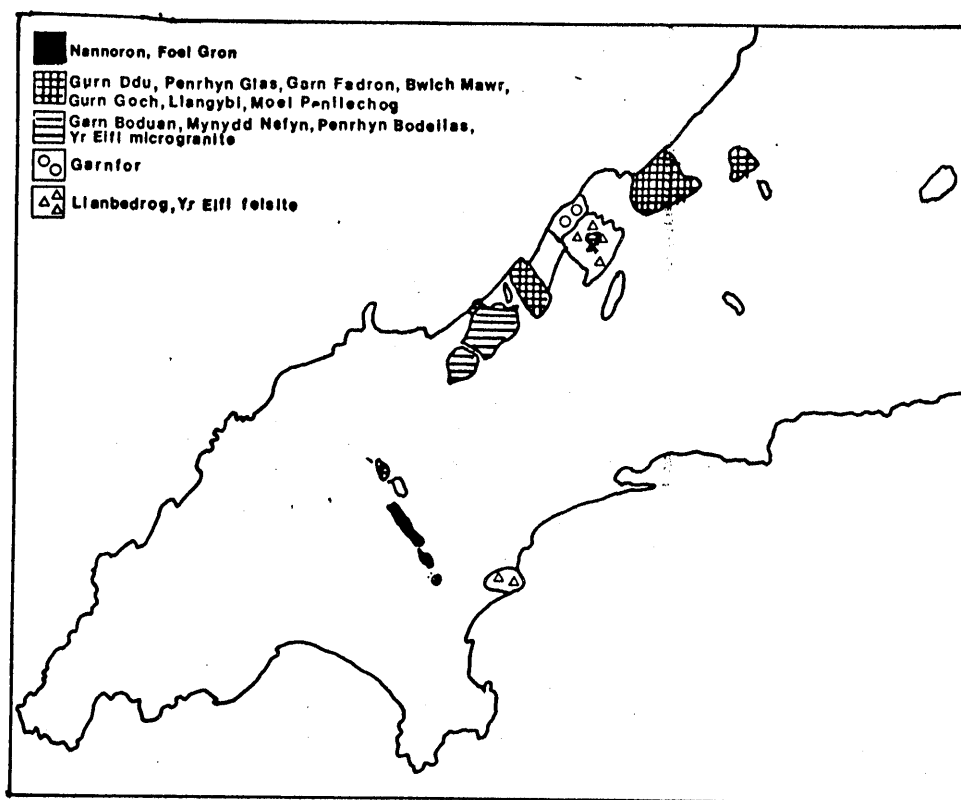 Nannoron, Foel Gron
Gurn Ddu, Penrhyn Glas, Garn Fadron, Bwlch Mawr,
Gurn Goch, Llangybi, Moel Penllechog
Garn Boduan, Mynydd Nefyn, Penrhyn Bodeilas,
Yr Eifl microgranite
Garnfor
Llanbedrog, Yr Eifl felsite